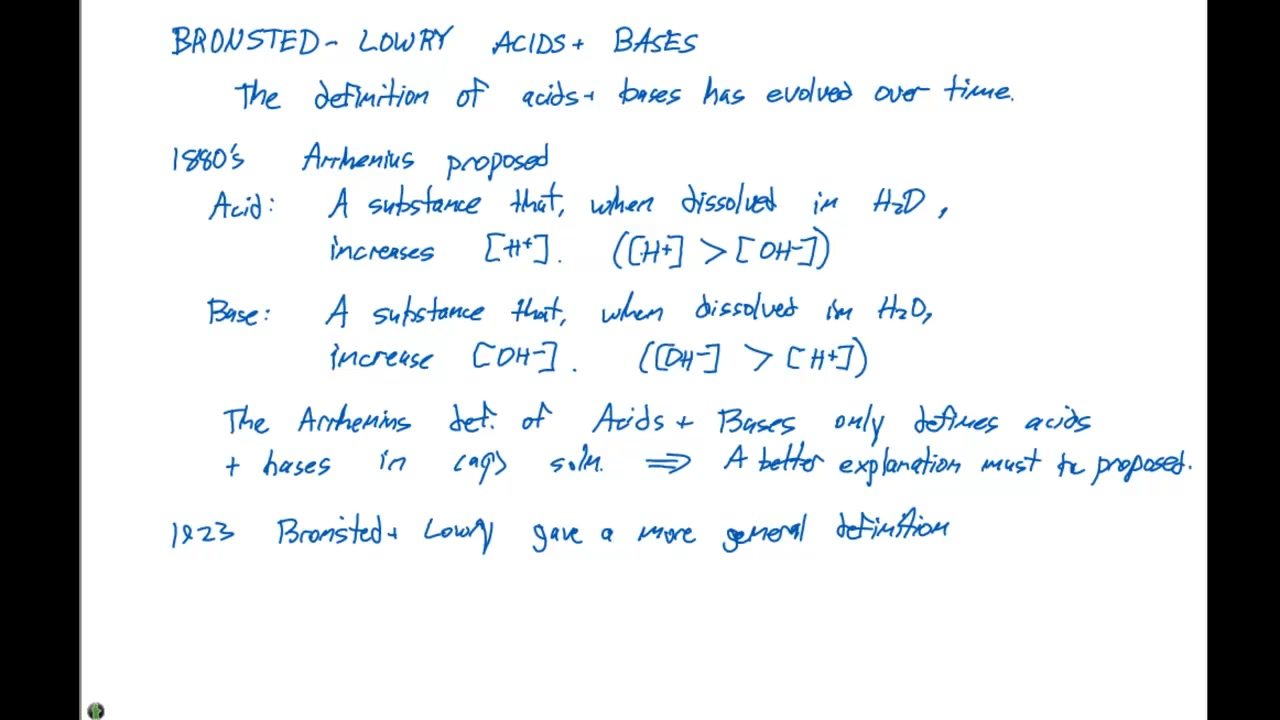 BRONSTED- LOWRY ACIDS + BASES
The definition of acids + bases has evolved over time.
1880's Arrhenius proposed
Acid: A substance that, when dissolved in H₂O,
increases [H+]. ([H+] > [OH-])
Base: A substance that, when dissolved in H₂O,
increase [OH-]. ([OH-] > [H+])
The Arrhenius def. of Acids + Bases only defines acids
+ bases in (aq) soln. ⇒ A better explanation must be proposed.
1923 Bronsted + Lowry gave a more general definition